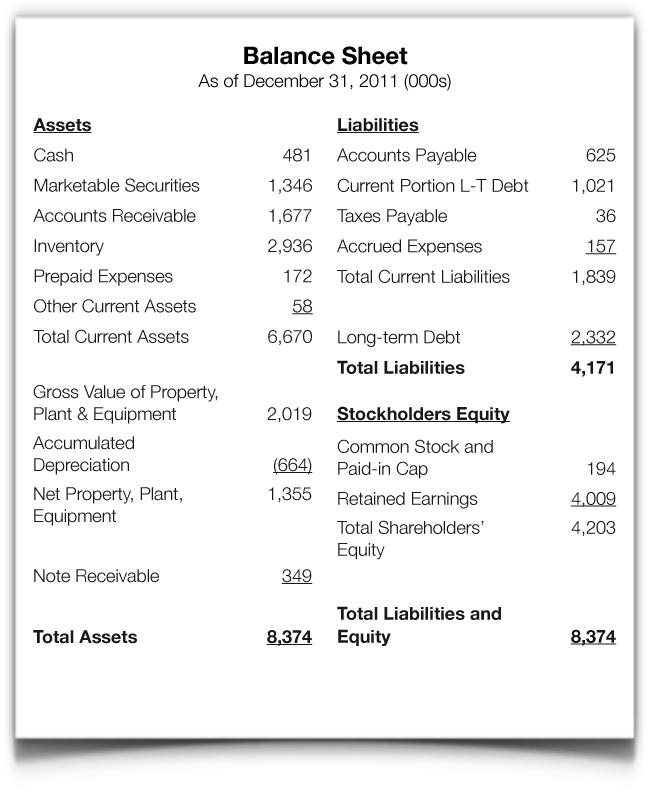 Balance Sheet
As of December 31, 2011 (000s)
Assets
Cash 481
Marketable Securities 1,346
Accounts Receivable 1,677
Inventory 2,936
Prepaid Expenses 172
Other Current Assets 58
Total Current Assets 6,670
Gross Value of Property,
Plant & Equipment 2,019
Accumulated
Depreciation (664)
Net Property, Plant, 1,355
Equipment
Note Receivable 349
Total Assets 8,374
Liabilities
Accounts Payable 625
Current Portion L-T Debt 1,021
Taxes Payable 36
Accrued Expenses 157
Total Current Liabilities 1,839
Long-term Debt 2,332
Total Liabilities 4,171
Stockholders Equity
Common Stock and
Paid-in Cap 194
Retained Earnings 4,009
Total Shareholders' 4,203
Equity
Total Liabilities and
Equity 8,374